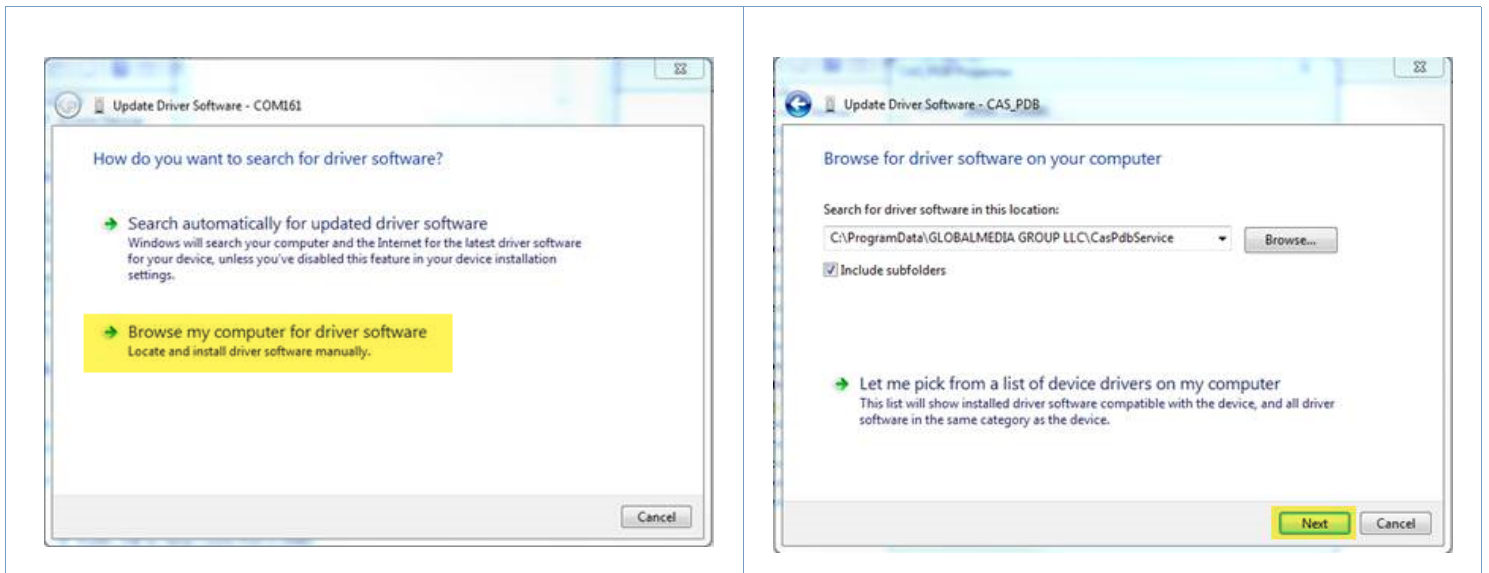 Update Driver Software - COM161
How do you want to search for driver software?
Search automatically for updated driver software
Windows will search your computer and the Internet for the latest driver software
for your device, unless you've disabled this feature in your device installation
settings.
Browse my computer for driver software
Locate and install driver software manually.
Cancel
Update Driver Software - CAS_PDB
Browse for driver software on your computer
Search for driver software in this location:
C:\ProgramData\GLOBALMEDIA GROUP LLC\CasPdbService
Browse...
Include subfolders
Let me pick from a list of device drivers on my computer
This list will show installed driver software compatible with the device, and all driver
software in the same category as the device.
Next
Cancel